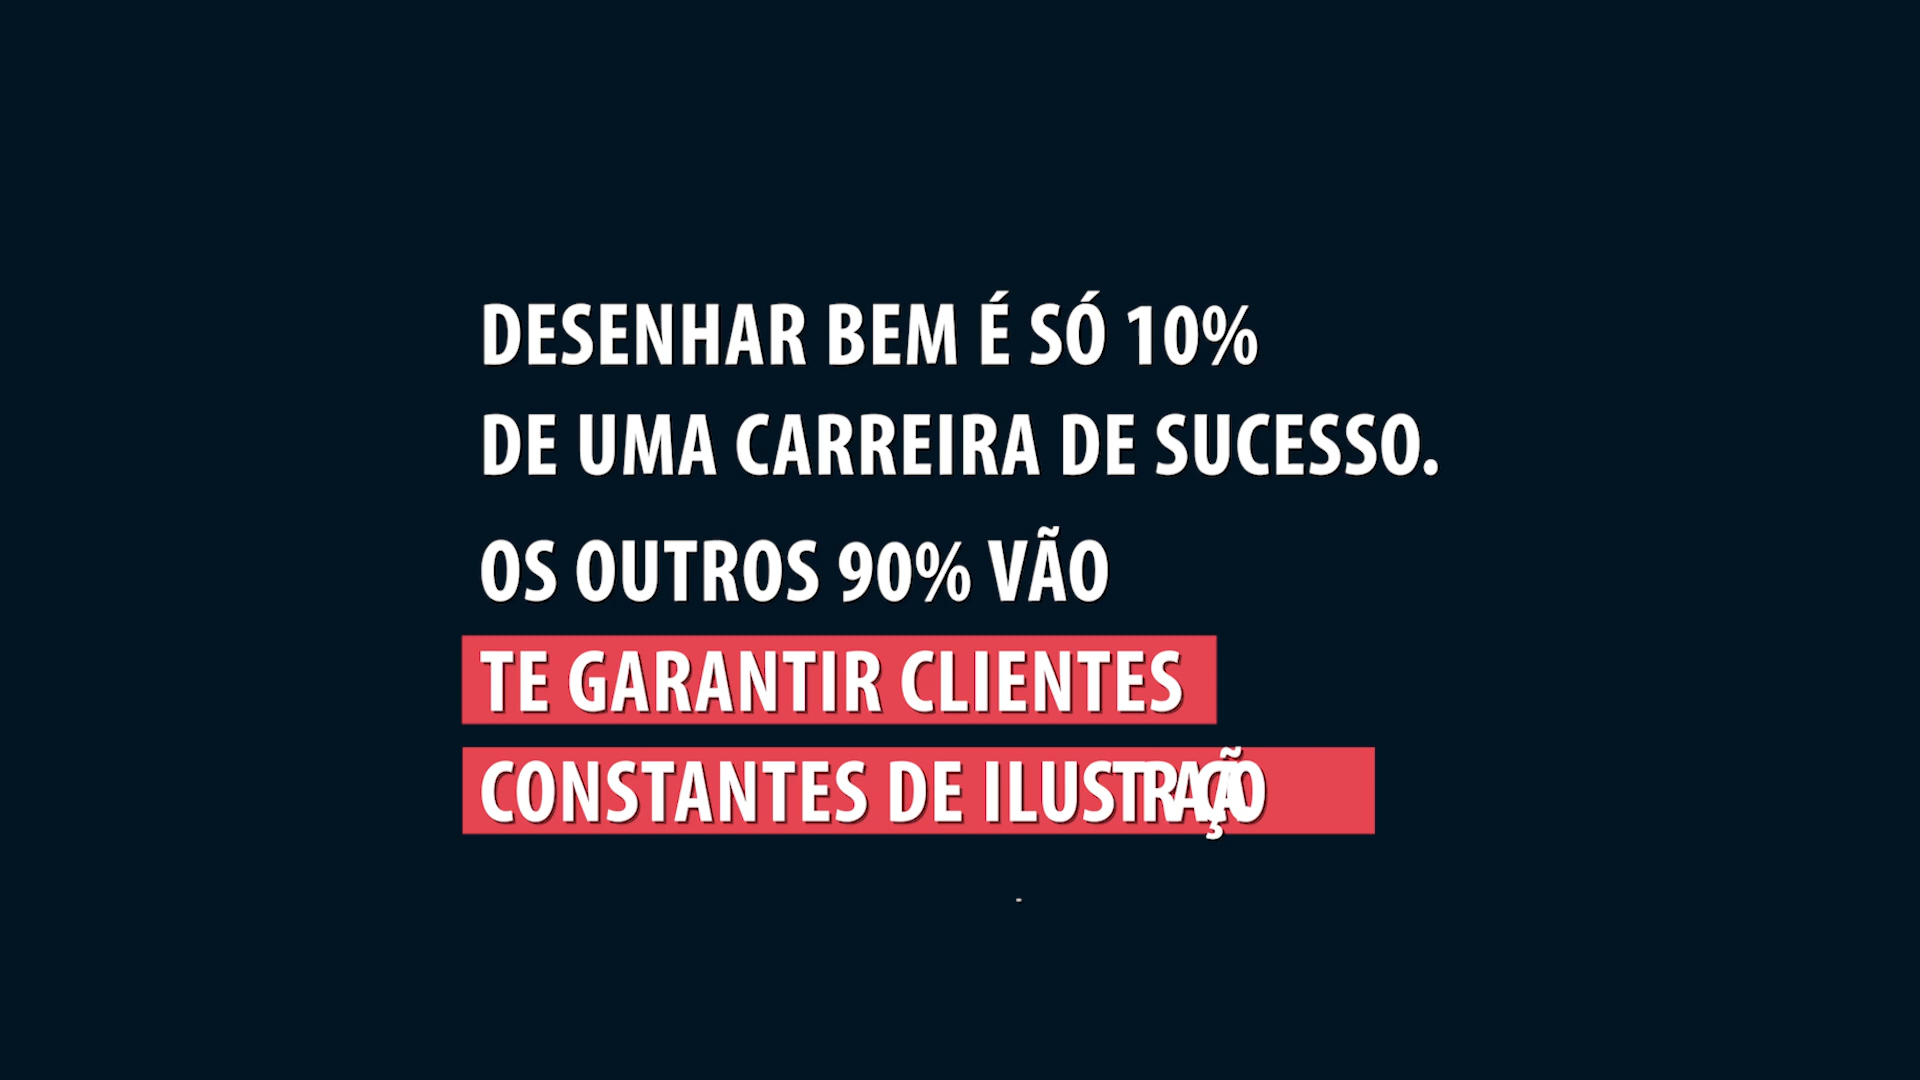 DESENHAR BEM É SÓ 10%
DE UMA CARREIRA DE SUCESSO.
OS OUTROS 90% VÃO
TE GARANTIR CLIENTES
CONSTANTES DE ILUSTRAÇÃO